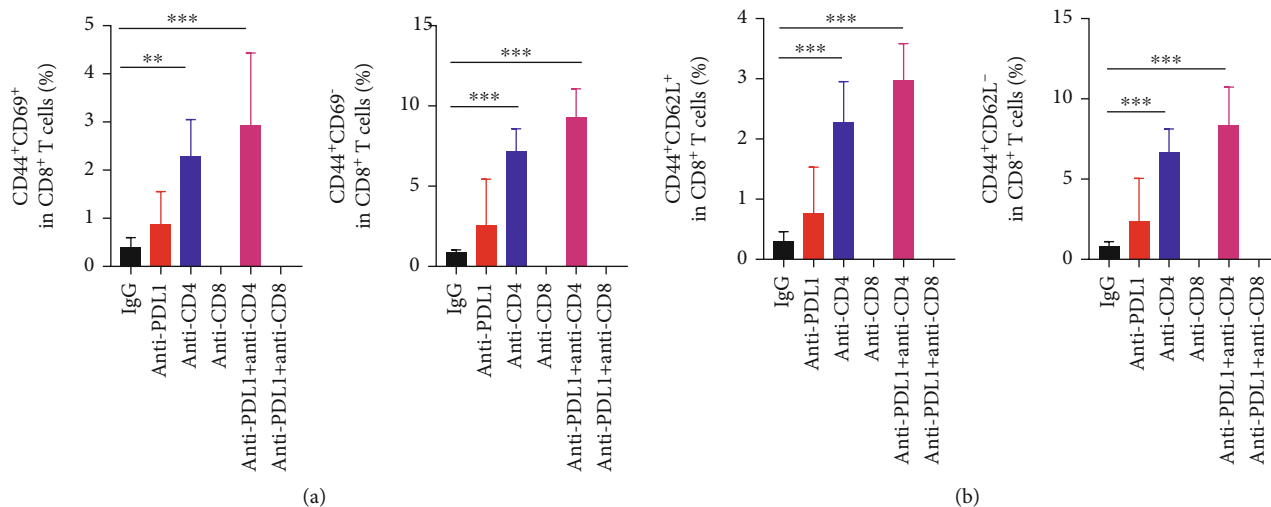 CD44⁺CD69⁺
in CD8⁺ T cells (%)
5
4
3
2
1
0
***
**
IgG
Anti-PDL1
Anti-CD4
Anti-CD8
Anti-PDL1+anti-CD4
Anti-PDL1+anti-CD8
CD44⁺CD69⁻
in CD8⁺ T cells (%)
15
10
5
0
***
***
IgG
Anti-PDL1
Anti-CD4
Anti-CD8
Anti-PDL1+anti-CD4
Anti-PDL1+anti-CD8
(a)
CD44⁺CD62L⁺
in CD8⁺ T cells (%)
4
3
2
1
0
***
***
IgG
Anti-PDL1
Anti-CD4
Anti-CD8
Anti-PDL1+anti-CD4
Anti-PDL1+anti-CD8
CD44⁺CD62L⁻
in CD8⁺ T cells (%)
15
10
5
0
***
***
IgG
Anti-PDL1
Anti-CD4
Anti-CD8
Anti-PDL1+anti-CD4
Anti-PDL1+anti-CD8
(b)